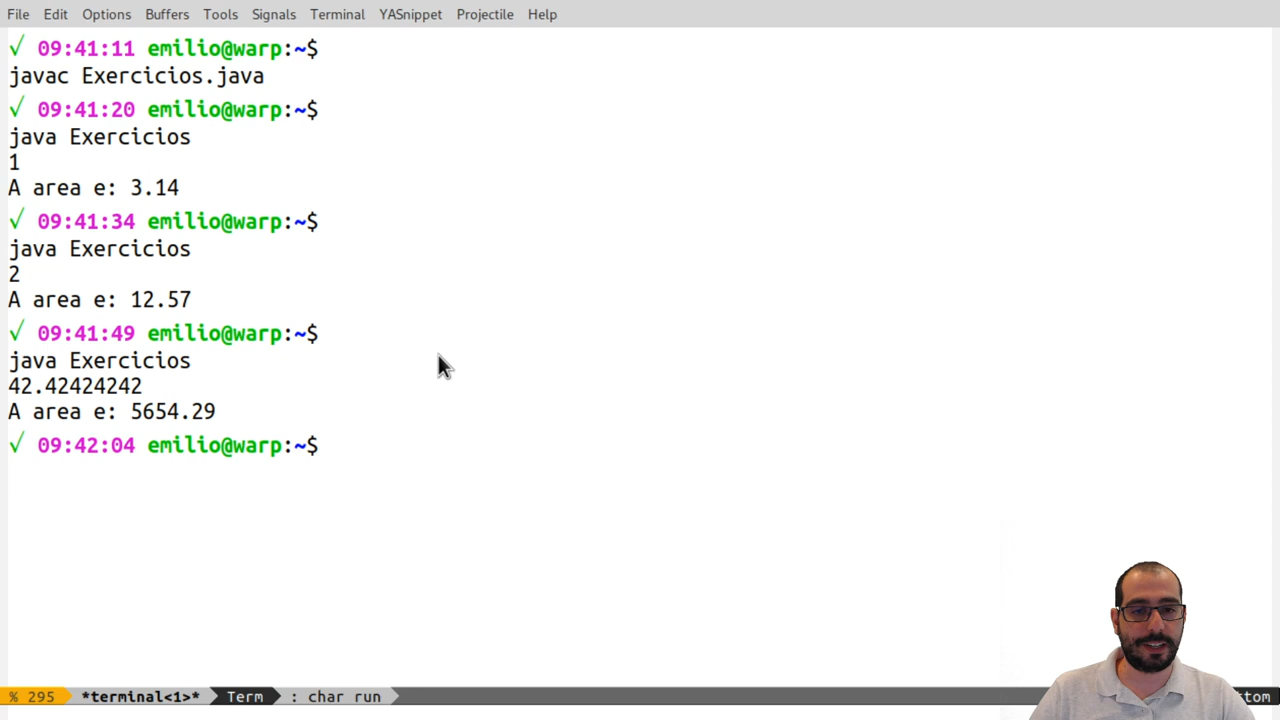 File Edit Options Buffers Tools Signals Terminal YASnippet Projectile Help
√ 09:41:11 emilio@warp:~$
javac Exercicios.java
√ 09:41:20 emilio@warp:~$
java Exercicios
1
A area e: 3.14
√ 09:41:34 emilio@warp:~$
java Exercicios
2
A area e: 12.57
√ 09:41:49 emilio@warp:~$
java Exercicios
42.42424242
A area e: 5654.29
√ 09:42:04 emilio@warp:~$
% 295 *terminal<1>* Term : char run